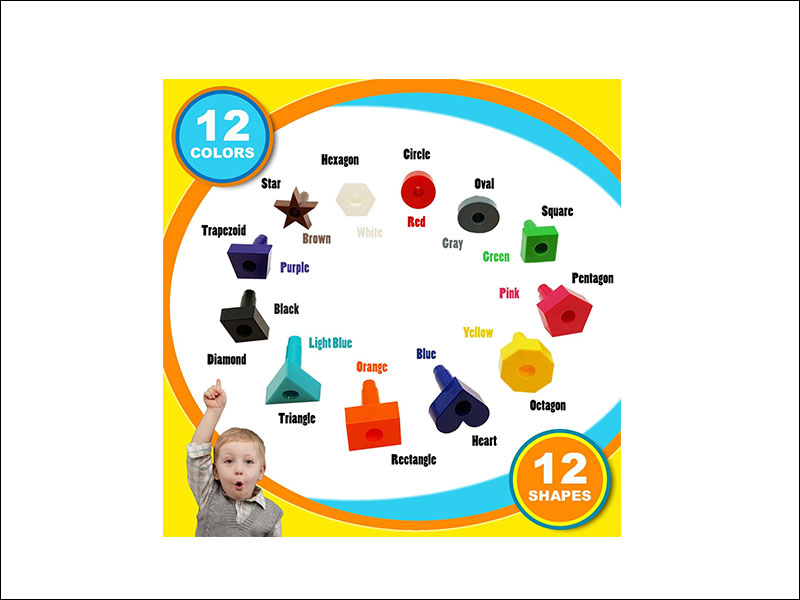 12
COLORS
Circle
Hexagon
Oval
Star
Square
Red
Trapezoid
White
Brown
Gray
Green
Purple
Pentagon
Pink
Black
Yellow
Light Blue
Blue
Diamond
Orange
Octagon
Triangle
Heart
Rectangle
12
SHAPES